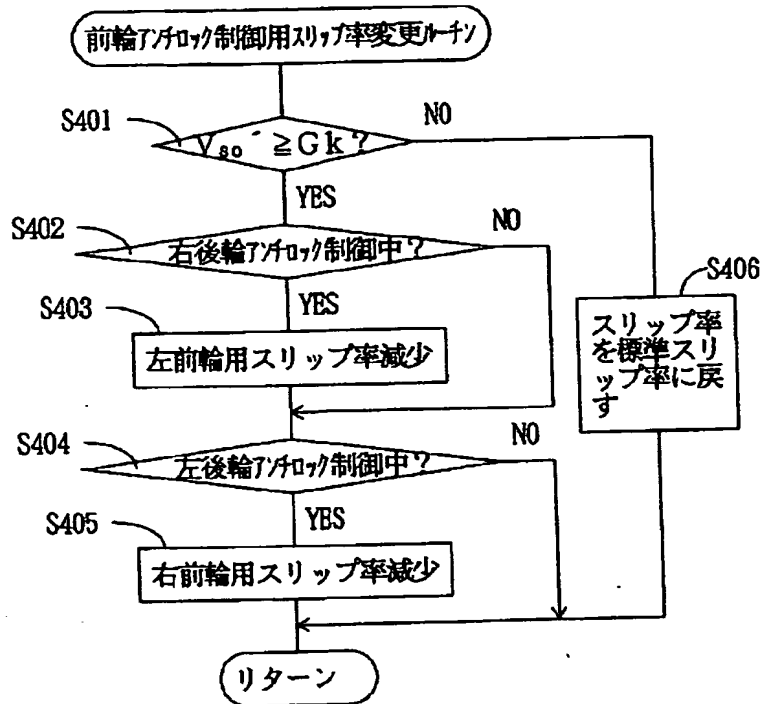 前輪アンチロック制御用スリップ率変更ルーチン
S401
Vso´≧Gk?
NO
YES
S402
右後輪アンチロック制御中?
NO
YES
S403
左前輪用スリップ率減少
S406
スリップ率
を標準スリ
ップ率に戻
す
S404
左後輪アンチロック制御中?
NO
YES
S405
右前輪用スリップ率減少
リターン